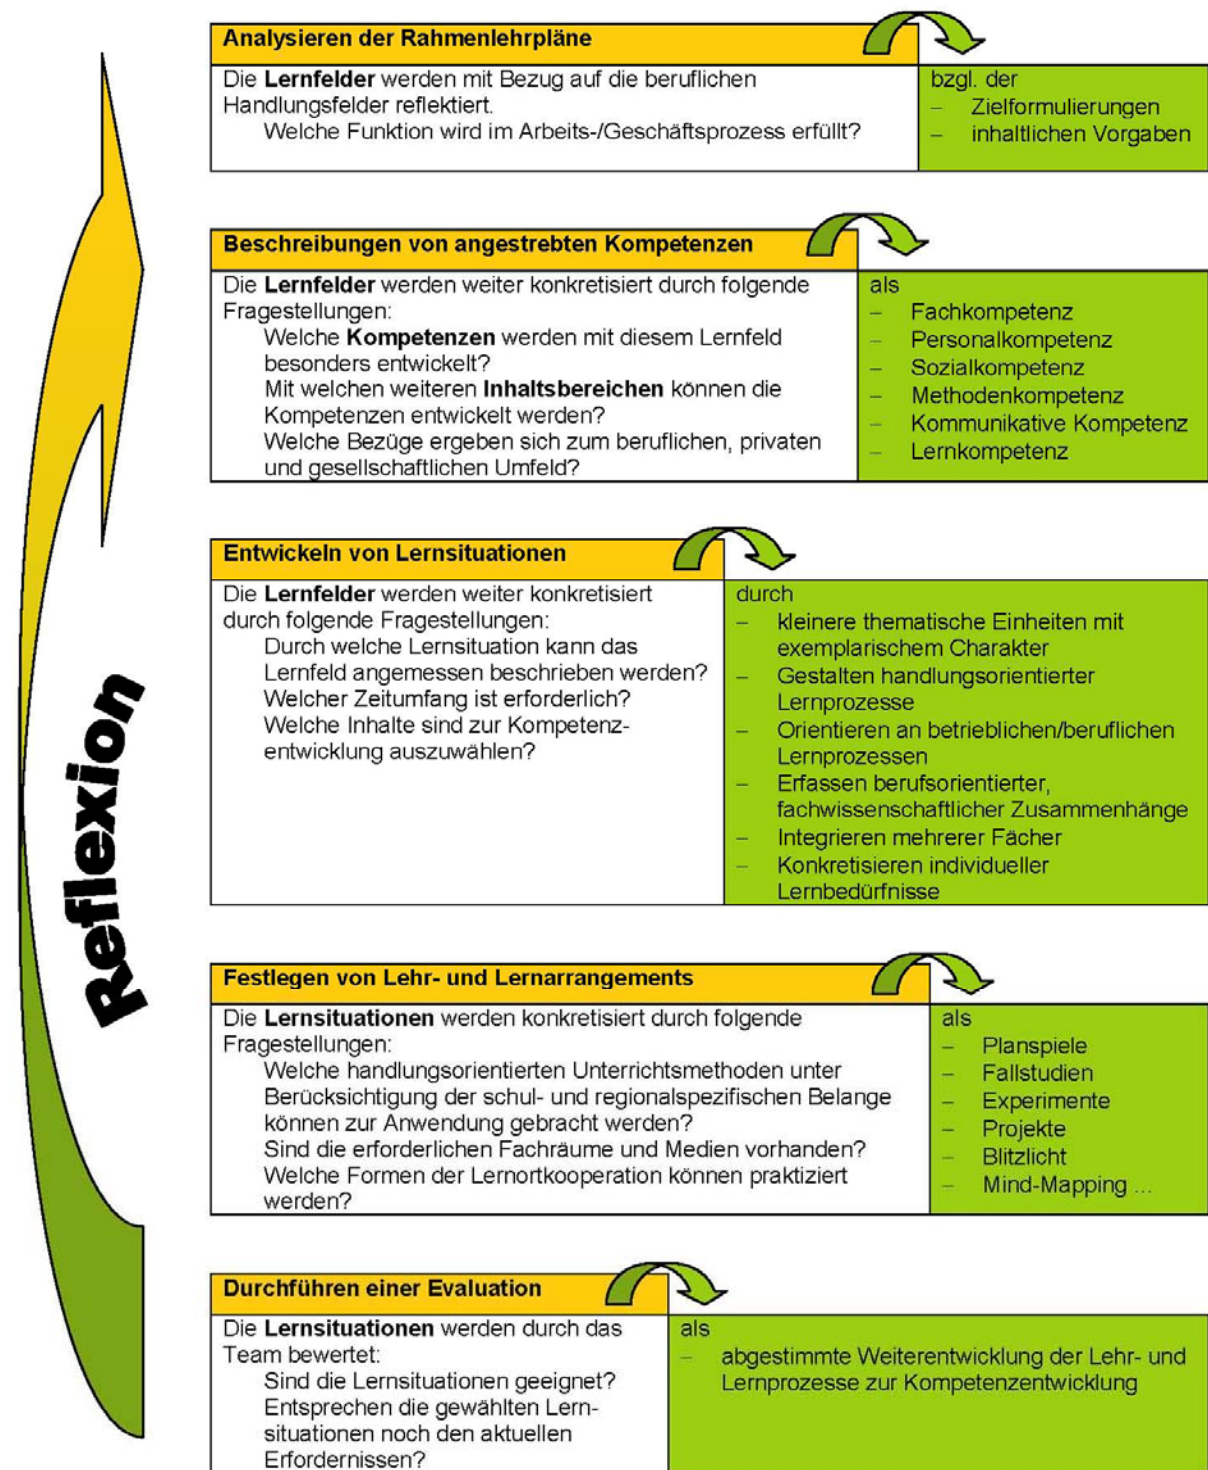 Analysieren der Rahmenlehrpläne
Die Lernfelder werden mit Bezug auf die beruflichen
Handlungsfelder reflektiert.
Welche Funktion wird im Arbeits-/Geschäftsprozess erfüllt?
bzgl. der
– Zielformulierungen
– inhaltlichen Vorgaben
Beschreibungen von angestrebten Kompetenzen
Die Lernfelder werden weiter konkretisiert durch folgende
Fragestellungen:
Welche Kompetenzen werden mit diesem Lernfeld
besonders entwickelt?
Mit welchen weiteren Inhaltsbereichen können die
Kompetenzen entwickelt werden?
Welche Bezüge ergeben sich zum beruflichen, privaten
und gesellschaftlichen Umfeld?
als
– Fachkompetenz
– Personalkompetenz
– Sozialkompetenz
– Methodenkompetenz
– Kommunikative Kompetenz
– Lernkompetenz
Entwickeln von Lernsituationen
Die Lernfelder werden weiter konkretisiert
durch folgende Fragestellungen:
Durch welche Lernsituation kann das
Lernfeld angemessen beschrieben werden?
Welcher Zeitumfang ist erforderlich?
Welche Inhalte sind zur Kompetenz-
entwicklung auszuwählen?
durch
– kleinere thematische Einheiten mit
exemplarischem Charakter
– Gestalten handlungsorientierter
Lernprozesse
– Orientieren an betrieblichen/beruflichen
Lernprozessen
– Erfassen berufsorientierter,
fachwissenschaftlicher Zusammenhänge
– Integrieren mehrerer Fächer
– Konkretisieren individueller
Lernbedürfnisse
Reflexion
Festlegen von Lehr- und Lernarrangements
Die Lernsituationen werden konkretisiert durch folgende
Fragestellungen:
Welche handlungsorientierten Unterrichtsmethoden unter
Berücksichtigung der schul- und regionalspezifischen Belange
können zur Anwendung gebracht werden?
Sind die erforderlichen Fachräume und Medien vorhanden?
Welche Formen der Lernortkooperation können praktiziert
werden?
als
– Planspiele
– Fallstudien
– Experimente
– Projekte
– Blitzlicht
– Mind-Mapping ...
Durchführen einer Evaluation
Die Lernsituationen werden durch das
Team bewertet:
Sind die Lernsituationen geeignet?
Entsprechen die gewählten Lern-
situationen noch den aktuellen
Erfordernissen?
als
– abgestimmte Weiterentwicklung der Lehr- und
Lernprozesse zur Kompetenzentwicklung